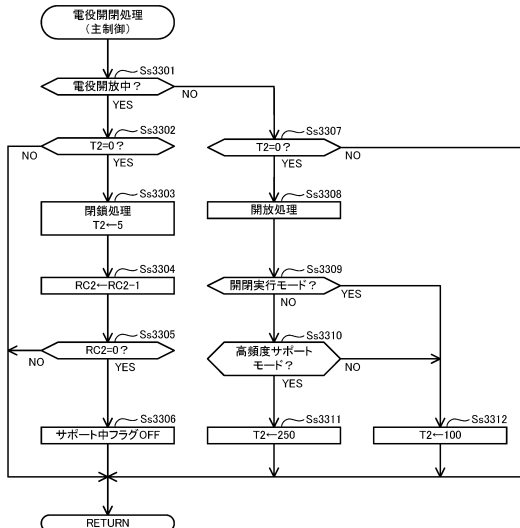 電役開閉処理
(主制御)
Ss3301
電役開放中?
NO
YES
Ss3302
T2=0?
NO
YES
Ss3307
T2=0?
NO
YES
Ss3303
閉鎖処理
T2←5
Ss3308
開放処理
Ss3304
RC2←RC2-1
Ss3309
開閉実行モード?
YES
NO
Ss3305
RC2=0?
NO
YES
Ss3310
高頻度サポート
モード?
NO
YES
Ss3306
サポート中フラグOFF
Ss3311
T2←250
Ss3312
T2←100
RETURN